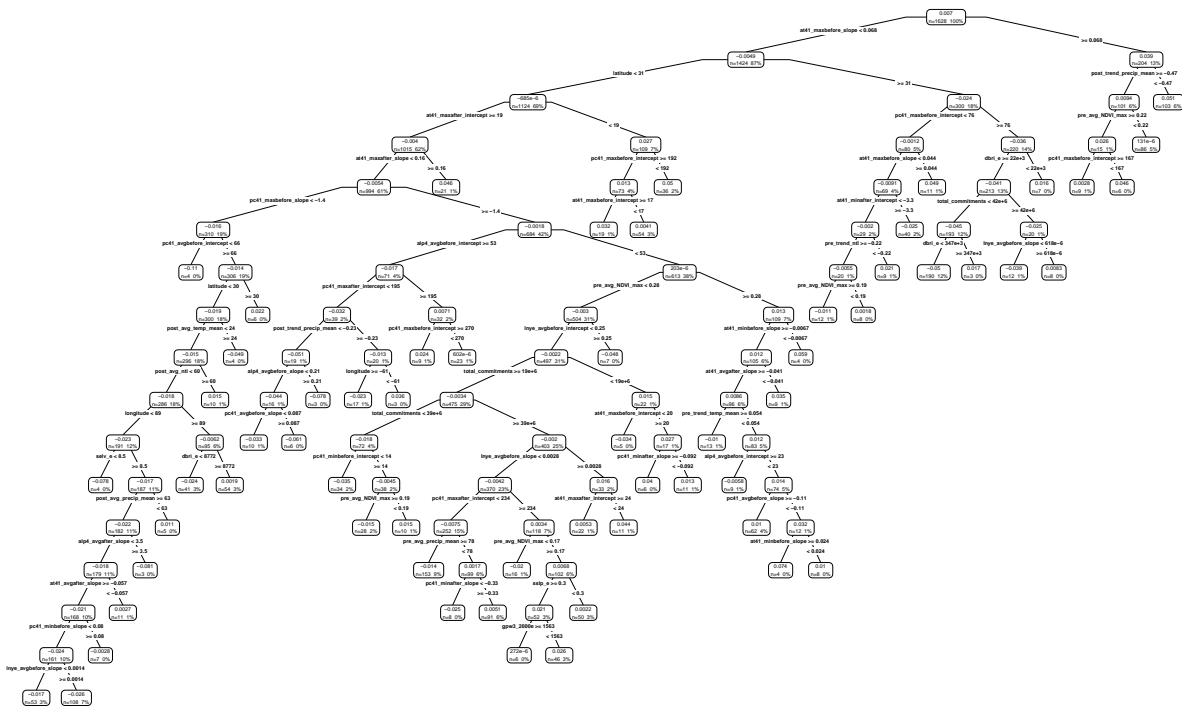 0.007
n=1628 100%
at41_maxbefore_slope < 0.068
>= 0.068
−0.0049
n=1424 87%
0.039
n=204 13%
latitude < 31
>= 31
post_trend_precip_mean >= −0.47
< −0.47
−685e−6
n=1124 69%
−0.024
n=300 18%
0.0094
n=101 6%
0.051
n=103 6%
at41_maxafter_intercept >= 19
< 19
pc41_maxbefore_intercept < 76
>= 76
pre_avg_NDVI_max >= 0.22
< 0.22
−0.004
n=1015 62%
0.027
n=109 7%
−0.0012
n=80 5%
−0.036
n=220 14%
0.026
n=15 1%
131e−6
n=86 5%
at41_maxafter_slope < 0.16
>= 0.16
pc41_maxbefore_intercept >= 192
< 192
at41_maxbefore_slope < 0.044
>= 0.044
dbri_e >= 22e+3
< 22e+3
pc41_maxbefore_intercept >= 167
< 167
−0.0054
n=994 61%
0.046
n=21 1%
0.013
n=73 4%
0.05
n=36 2%
−0.0091
n=69 4%
0.049
n=11 1%
−0.041
n=213 13%
0.016
n=7 0%
0.0028
n=9 1%
0.046
n=6 0%
pc41_maxbefore_slope < −1.4
>= −1.4
at41_maxbefore_intercept >= 17
< 17
at41_minafter_intercept < −3.3
>= −3.3
total_commitments < 42e+6
>= 42e+6
−0.016
n=310 19%
−0.0018
n=684 42%
0.032
n=19 1%
0.0041
n=54 3%
−0.002
n=29 2%
−0.025
n=40 2%
−0.045
n=193 12%
−0.025
n=20 1%
pc41_avgbefore_intercept < 66
>= 66
alp4_avgbefore_intercept >= 53
< 53
pre_trend_ntl >= −0.22
< −0.22
dbri_e < 347e+3
>= 347e+3
lnye_avgbefore_slope < 618e−6
>= 618e−6
−0.11
n=4 0%
−0.014
n=306 19%
−0.017
n=71 4%
203e−6
n=613 38%
−0.0055
n=20 1%
0.021
n=9 1%
−0.05
n=190 12%
0.017
n=3 0%
−0.039
n=12 1%
0.0083
n=8 0%
latitude < 30
>= 30
pc41_maxafter_intercept < 195
>= 195
pre_avg_NDVI_max < 0.28
>= 0.28
pre_avg_NDVI_max >= 0.19
< 0.19
−0.019
n=300 18%
0.022
n=6 0%
−0.032
n=39 2%
0.0071
n=32 2%
−0.003
n=504 31%
0.013
n=109 7%
−0.011
n=12 1%
0.0018
n=8 0%
post_avg_temp_mean < 24
>= 24
post_trend_precip_mean < −0.23
>= −0.23
pc41_maxbefore_intercept >= 270
< 270
lnye_avgbefore_intercept < 0.25
>= 0.25
at41_minbefore_slope >= −0.0067
< −0.0067
−0.015
n=296 18%
−0.049
n=4 0%
−0.051
n=19 1%
−0.013
n=20 1%
0.024
n=9 1%
602e−6
n=23 1%
−0.0022
n=497 31%
−0.048
n=7 0%
0.012
n=105 6%
0.059
n=4 0%
post_avg_ntl < 60
>= 60
alp4_avgbefore_slope < 0.21
>= 0.21
longitude >= −61
< −61
total_commitments >= 19e+6
< 19e+6
at41_avgafter_slope >= −0.041
< −0.041
−0.018
n=286 18%
0.015
n=10 1%
−0.044
n=16 1%
−0.078
n=3 0%
−0.023
n=17 1%
0.036
n=3 0%
−0.0034
n=475 29%
0.015
n=22 1%
0.0086
n=96 6%
0.035
n=9 1%
longitude < 89
>= 89
pc41_avgbefore_slope < 0.087
>= 0.087
total_commitments < 39e+6
>= 39e+6
at41_maxbefore_intercept < 20
>= 20
pre_trend_temp_mean >= 0.054
< 0.054
−0.023
n=191 12%
−0.0062
n=95 6%
−0.033
n=10 1%
−0.061
n=6 0%
−0.018
n=72 4%
−0.002
n=403 25%
−0.034
n=5 0%
0.027
n=17 1%
−0.01
n=13 1%
0.012
n=83 5%
selv_e < 8.5
>= 8.5
dbri_e < 8772
>= 8772
pc41_minbefore_intercept < 14
>= 14
lnye_avgbefore_slope < 0.0028
>= 0.0028
pc41_minafter_slope >= −0.092
< −0.092
alp4_avgbefore_intercept >= 23
< 23
−0.078
n=4 0%
−0.017
n=187 11%
−0.024
n=41 3%
0.0019
n=54 3%
−0.035
n=34 2%
−0.0045
n=38 2%
−0.0042
n=370 23%
0.016
n=33 2%
0.04
n=6 0%
0.013
n=11 1%
−0.0058
n=9 1%
0.014
n=74 5%
post_avg_precip_mean >= 63
< 63
pre_avg_NDVI_max >= 0.19
< 0.19
pc41_maxafter_intercept < 234
>= 234
at41_maxafter_intercept >= 24
< 24
pc41_avgbefore_slope >= −0.11
< −0.11
−0.022
n=182 11%
0.011
n=5 0%
−0.015
n=28 2%
0.015
n=10 1%
−0.0075
n=252 15%
0.0034
n=118 7%
0.0053
n=22 1%
0.044
n=11 1%
0.01
n=62 4%
0.032
n=12 1%
alp4_avgafter_slope < 3.5
>= 3.5
pre_avg_precip_mean >= 78
< 78
pre_avg_NDVI_max < 0.17
>= 0.17
at41_minbefore_slope >= 0.024
< 0.024
−0.018
n=179 11%
−0.081
n=3 0%
−0.014
n=153 9%
0.0017
n=99 6%
−0.02
n=16 1%
0.0068
n=102 6%
0.074
n=4 0%
0.01
n=8 0%
at41_avgafter_slope >= −0.057
< −0.057
pc41_minafter_slope < −0.33
>= −0.33
sslp_e >= 0.3
< 0.3
−0.021
n=168 10%
0.0027
n=11 1%
−0.025
n=8 0%
0.0051
n=91 6%
0.021
n=52 3%
0.0022
n=50 3%
pc41_minbefore_slope < 0.08
>= 0.08
gpw3_2000e >= 1563
< 1563
−0.024
n=161 10%
−0.0028
n=7 0%
272e−6
n=6 0%
0.026
n=46 3%
lnye_avgbefore_slope < 0.0014
>= 0.0014
−0.017
n=53 3%
−0.026
n=108 7%